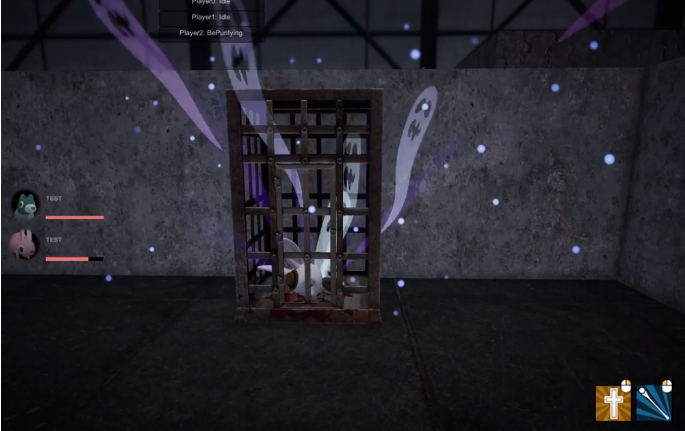 Player0: Idle
Player1: Idle
Player2: BePurifying
TEST
TEST